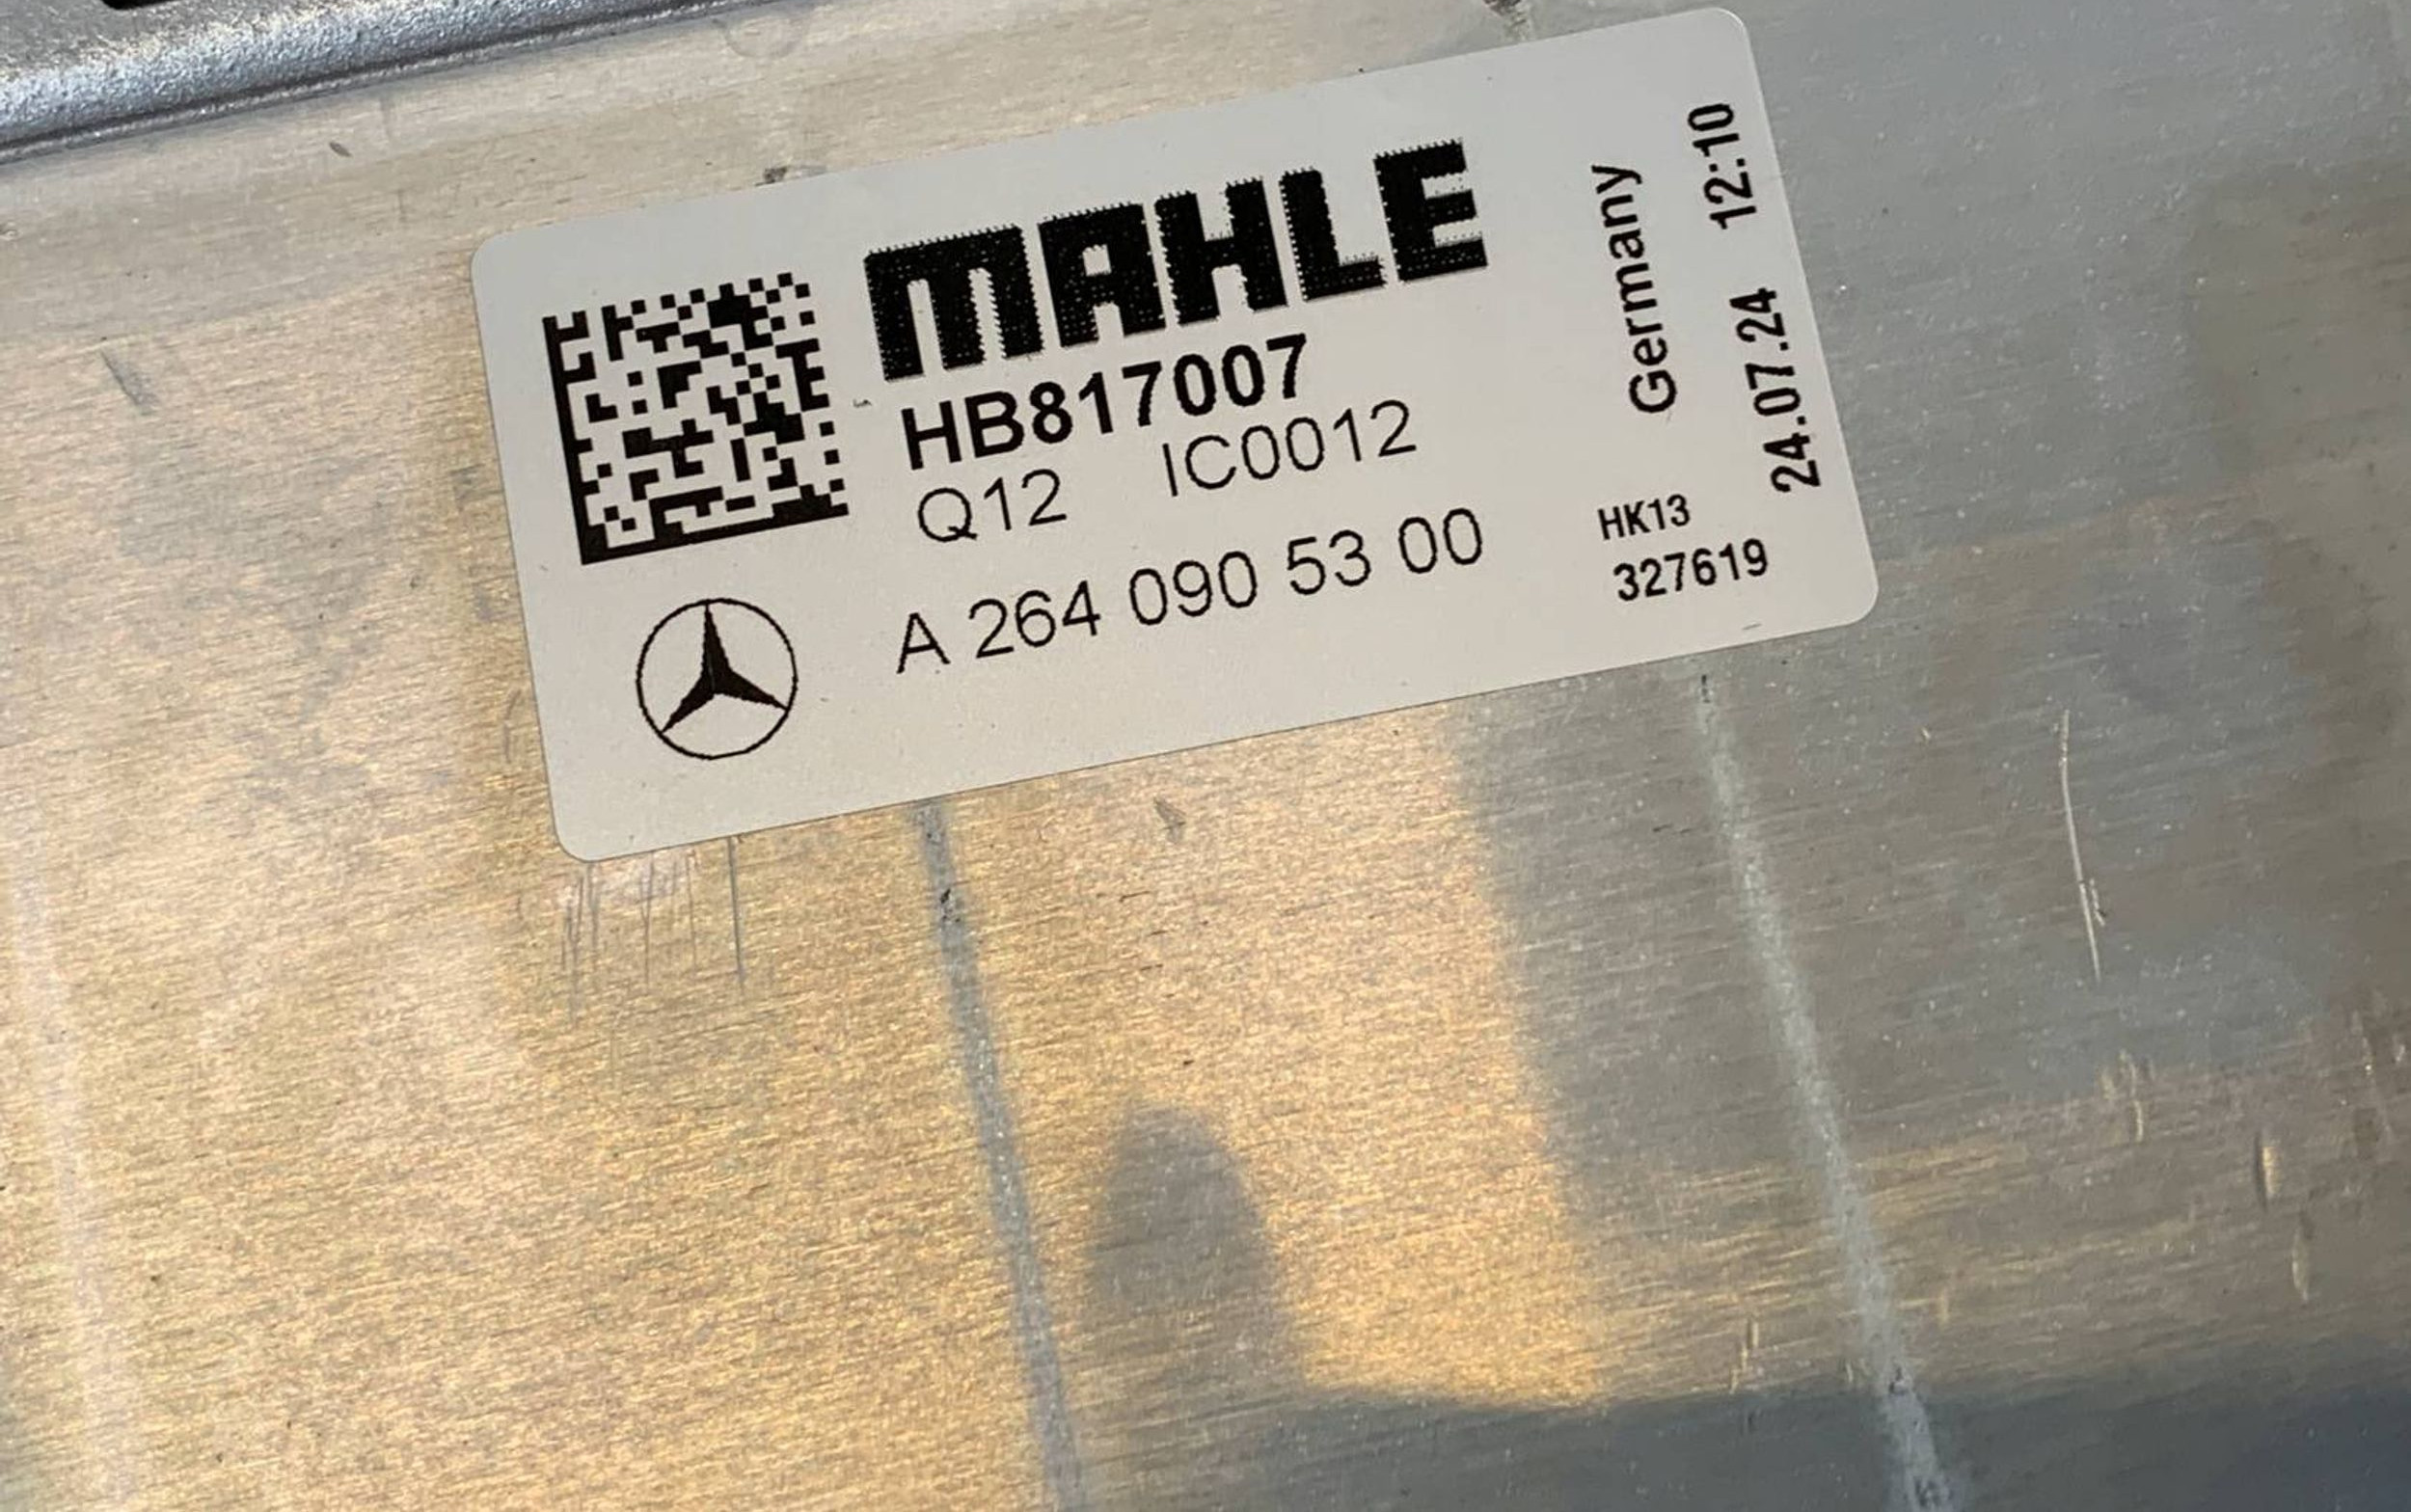 MAHLE
HB817007
Q12 IC0012
A 264 090 53 00
Germany
24.07.24 12:10
HK13
327619